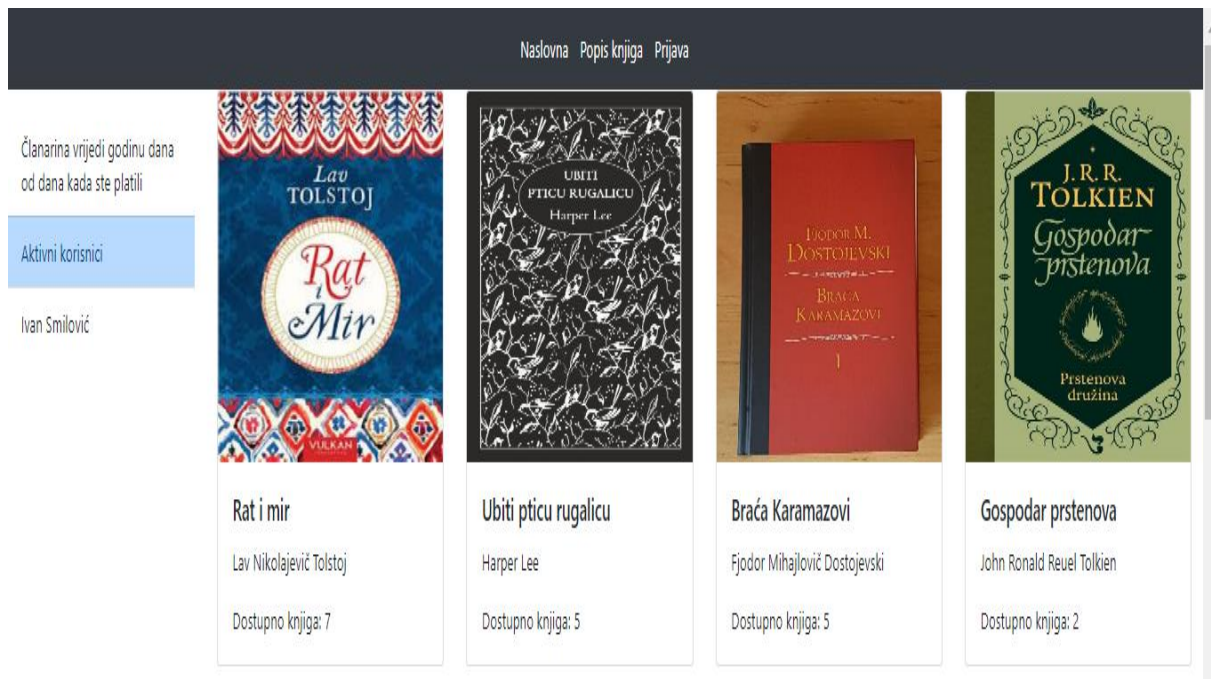 Naslovna Popis knjiga Prijava
Članarina vrijedi godinu dana
od dana kada ste platili
Aktivni korisnici
Ivan Smilović
Lav
TOLSTOJ
Rat
i
Mir
VULKAN
Rat i mir
Lav Nikolajevič Tolstoj
Dostupno knjiga: 7
UBITI
PTICU RUGALICU
Harper Lee
Ubiti pticu rugalicu
Harper Lee
Dostupno knjiga: 5
FJODOR M.
DOSTOJEVSKI
BRAĆA
KARAMAZOVI
I
Braća Karamazovi
Fjodor Mihajlovič Dostojevski
Dostupno knjiga: 5
J. R. R.
TOLKIEN
Gospodar
prstenova
Prstenova
družina
Gospodar prstenova
John Ronald Reuel Tolkien
Dostupno knjiga: 2